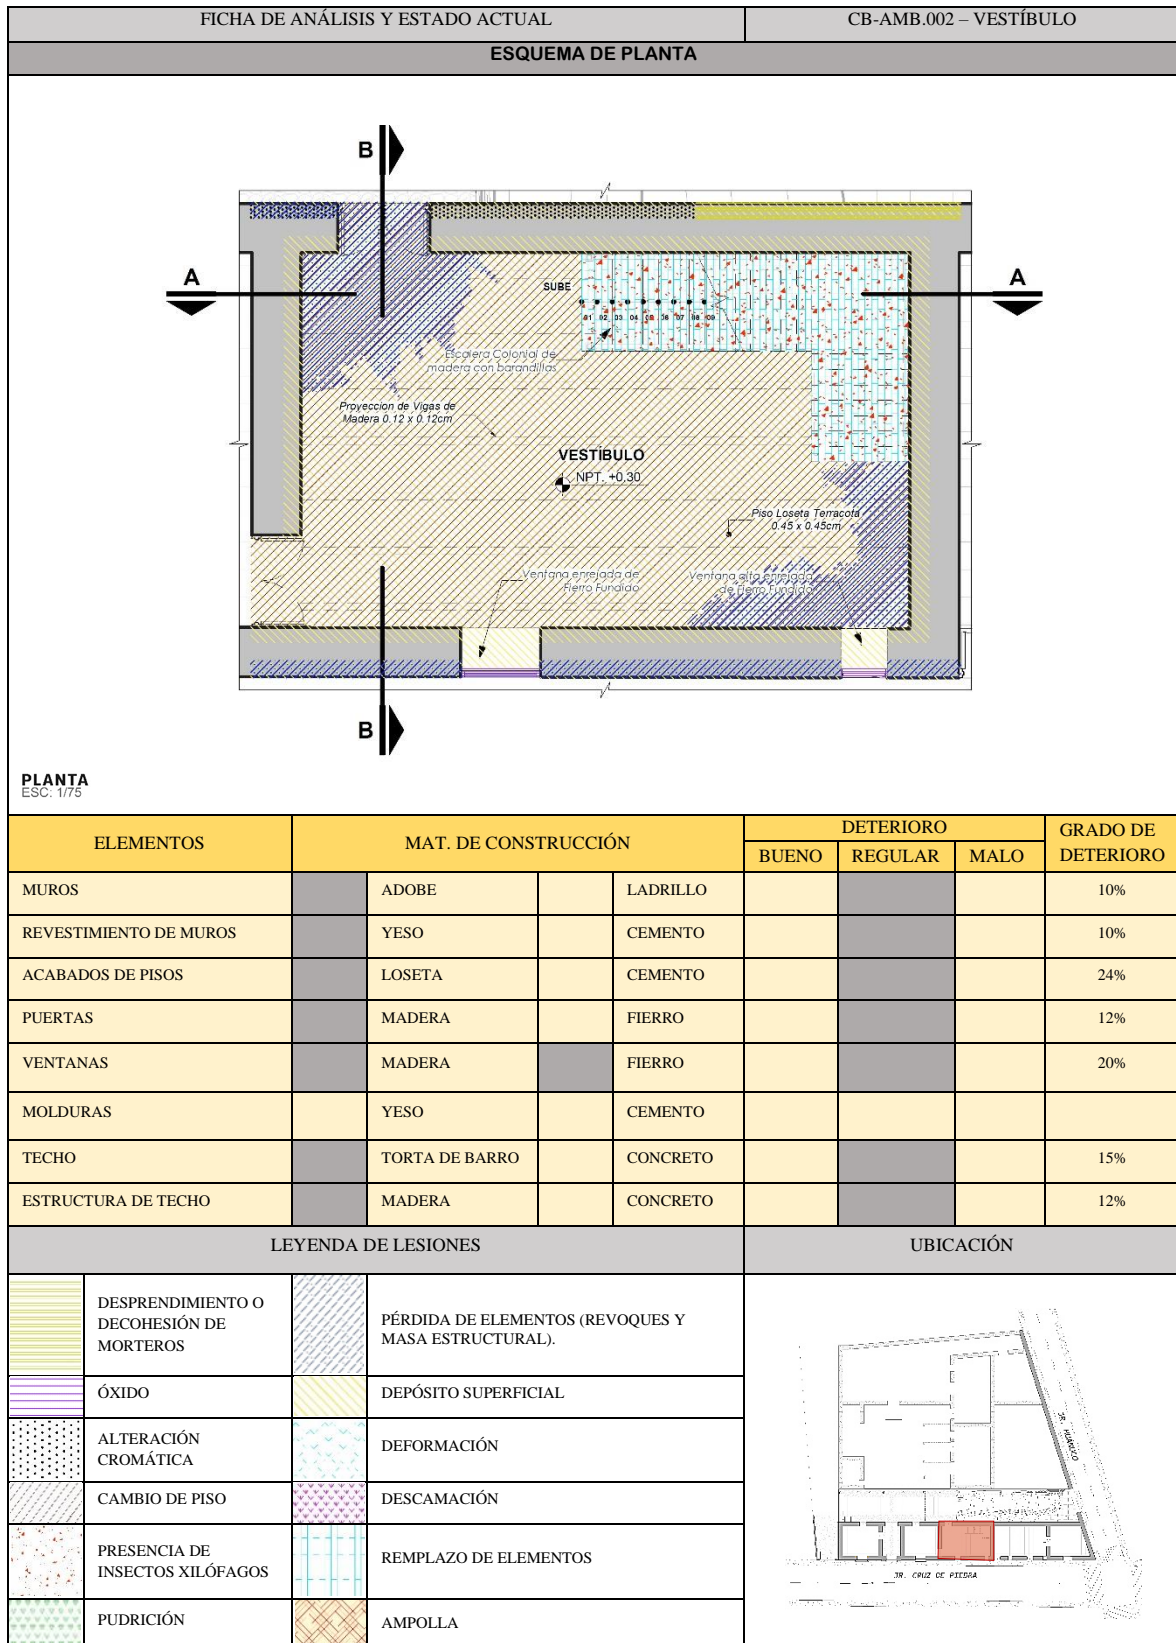 FICHA DE ANÁLISIS Y ESTADO ACTUAL
CB-AMB.002 – VESTÍBULO
ESQUEMA DE PLANTA
B
A
A
SUBE
01 02 03 04 05 06 07 08 09
Escalera Colonial de
madera con barandillas
Proyeccion de Vigas de
Madera 0.12 x 0.12cm
VESTÍBULO
NPT. +0.30
Piso Loseta Terracota
0.45 x 0.45cm
Ventana enrejada de
Fierro Fundido
Ventana alta enrejada
de Fierro Fundido
B
PLANTA
ESC: 1/75
ELEMENTOS
MAT. DE CONSTRUCCIÓN
DETERIORO
GRADO DE
DETERIORO
BUENO REGULAR MALO
MUROS ADOBE LADRILLO 10%
REVESTIMIENTO DE MUROS YESO CEMENTO 10%
ACABADOS DE PISOS LOSETA CEMENTO 24%
PUERTAS MADERA FIERRO 12%
VENTANAS MADERA FIERRO 20%
MOLDURAS YESO CEMENTO
TECHO TORTA DE BARRO CONCRETO 15%
ESTRUCTURA DE TECHO MADERA CONCRETO 12%
LEYENDA DE LESIONES
UBICACIÓN
DESPRENDIMIENTO O
DECOHESIÓN DE
MORTEROS
PÉRDIDA DE ELEMENTOS (REVOQUES Y
MASA ESTRUCTURAL).
ÓXIDO
DEPÓSITO SUPERFICIAL
ALTERACIÓN
CROMÁTICA
DEFORMACIÓN
CAMBIO DE PISO
DESCAMACIÓN
PRESENCIA DE
INSECTOS XILÓFAGOS
REMPLAZO DE ELEMENTOS
PUDRICIÓN
AMPOLLA
JR. HUANUCO
JR. CRUZ DE PIEDRA